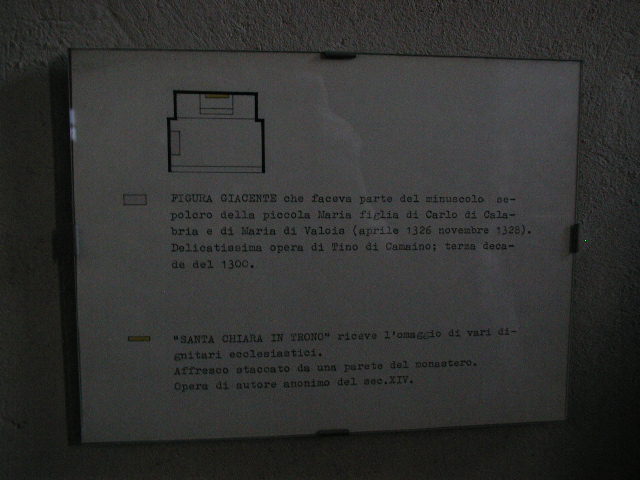 FIGURA GIACENTE che faceva parte del minuscolo se-
polcro della piccola Maria figlia di Carlo di Cala-
bria e di Maria di Valois (aprile 1326 novembre 1328).
Delicatissima opera di Tino di Camaino; terza deca-
de del 1300.
"SANTA CHIARA IN TRONO" riceve l'omaggio di vari di-
gnitari ecclesiastici.
Affresco staccato da una parete del monastero.
Opera di autore anonimo del sec.XIV.